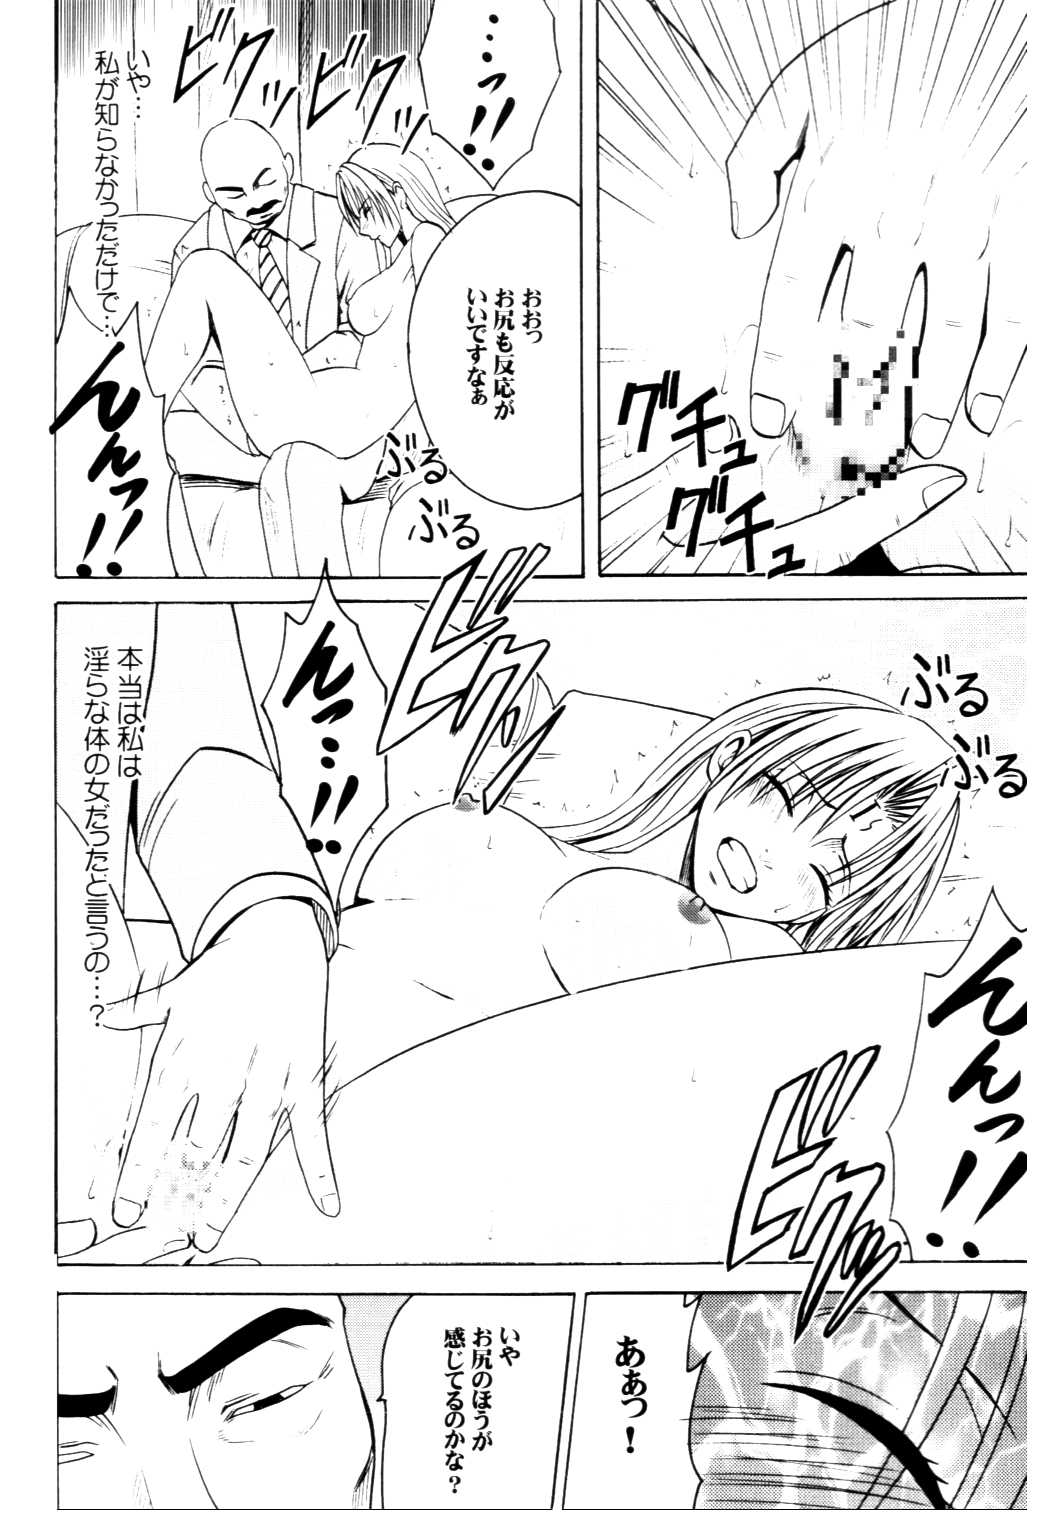 グチュ
グチュ
…
…っ!!
おおっ
お尻も反応が
いいですなぁ
ビクッ
ビクッ
いや…
私が知らなかっただけで…
んんっ!!
ぶる
ぶる
ぶる
ぶる
んんっ!!
ビクッ
ビクッ
んっ…!!
本当は私は
淫らな体の女だったと言うの…?
ああっ!
いや
お尻のほうが
感じてるのかな?